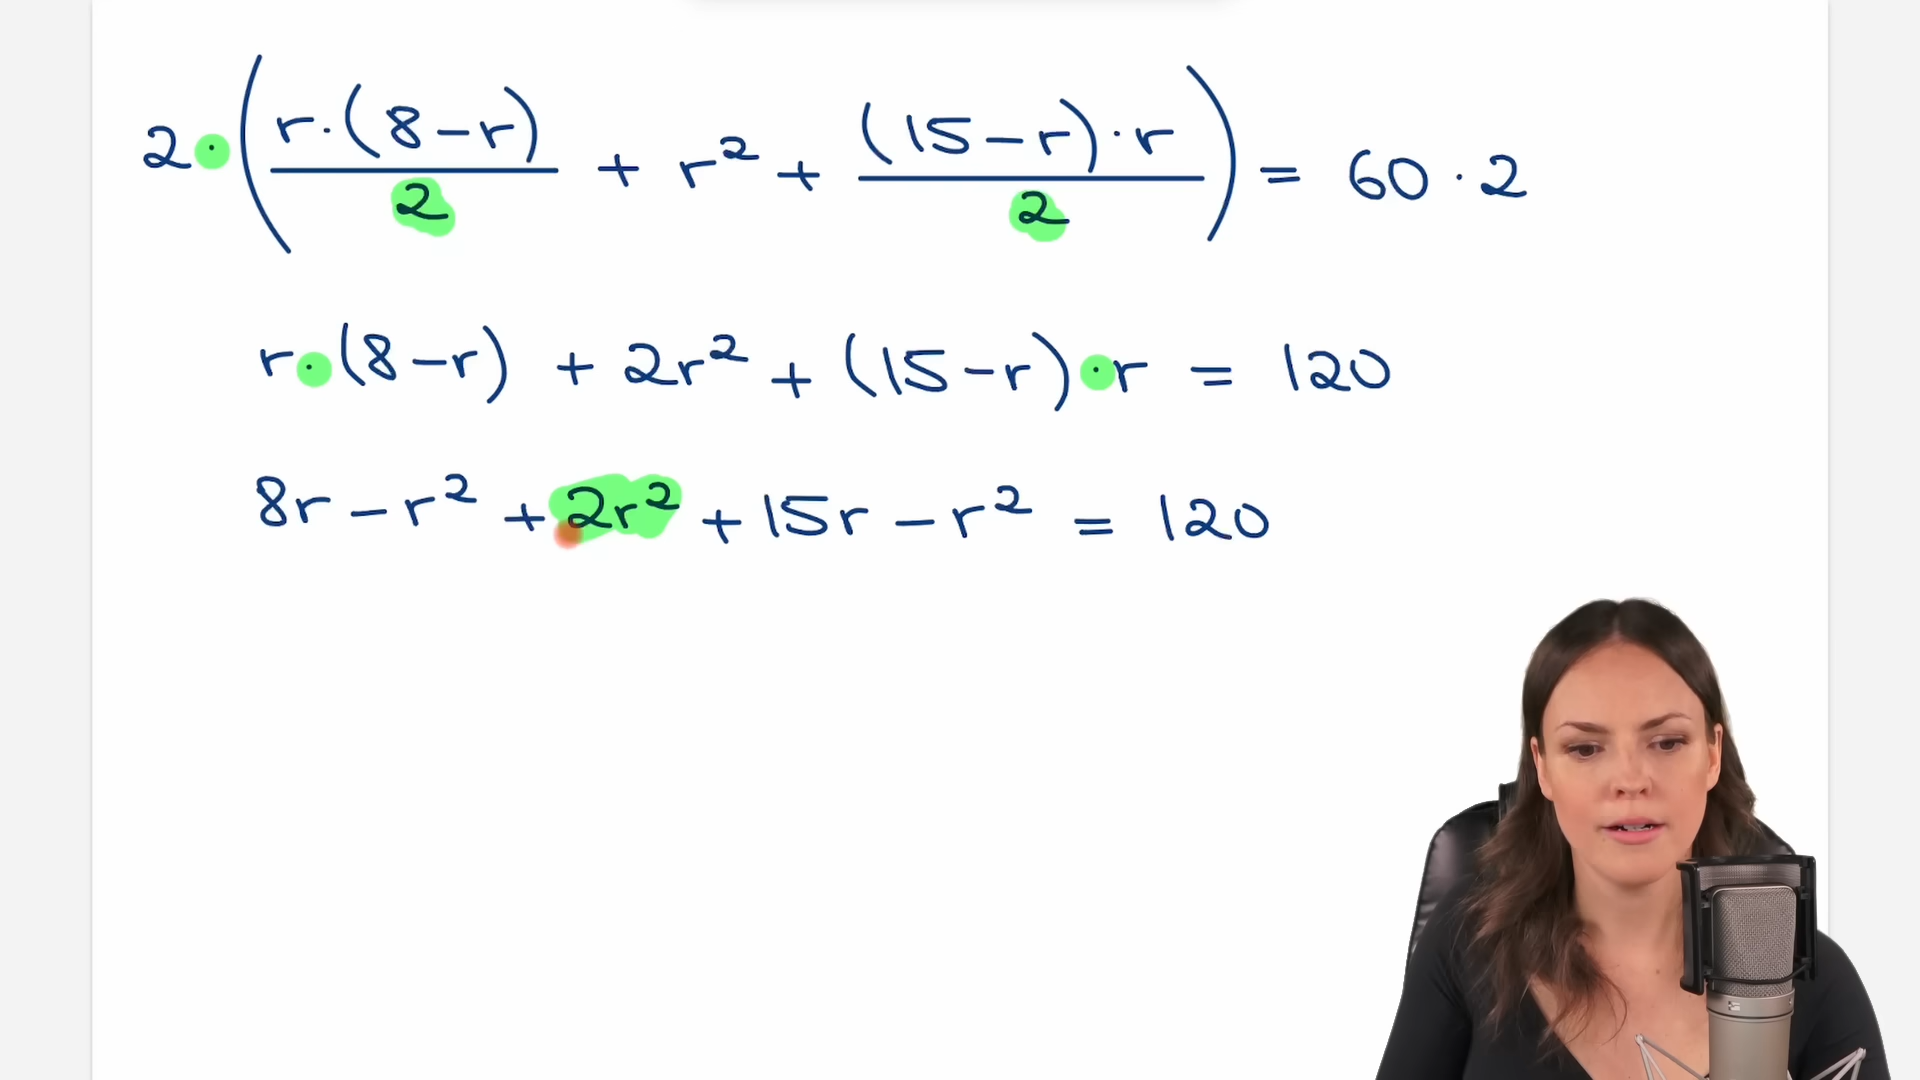 2 · ( r·(8-r)/2 + r² + (15-r)·r/2 ) = 60 · 2
r·(8-r) + 2r² + (15-r)·r = 120
8r - r² + 2r² + 15r - r² = 120